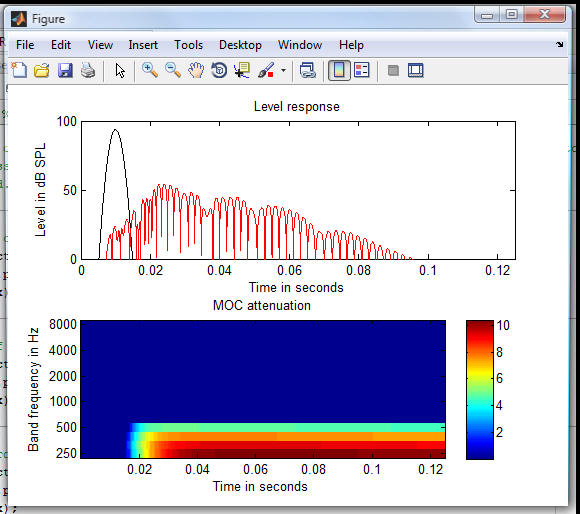 Figure
File Edit View Insert Tools Desktop Window Help
Level response
Level in dB SPL
100
50
0
0 0.02 0.04 0.06 0.08 0.1 0.12
Time in seconds
MOC attenuation
Band frequency in Hz
8000
4000
2000
1000
500
250
0.02 0.04 0.06 0.08 0.1 0.12
Time in seconds
10
8
6
4
2